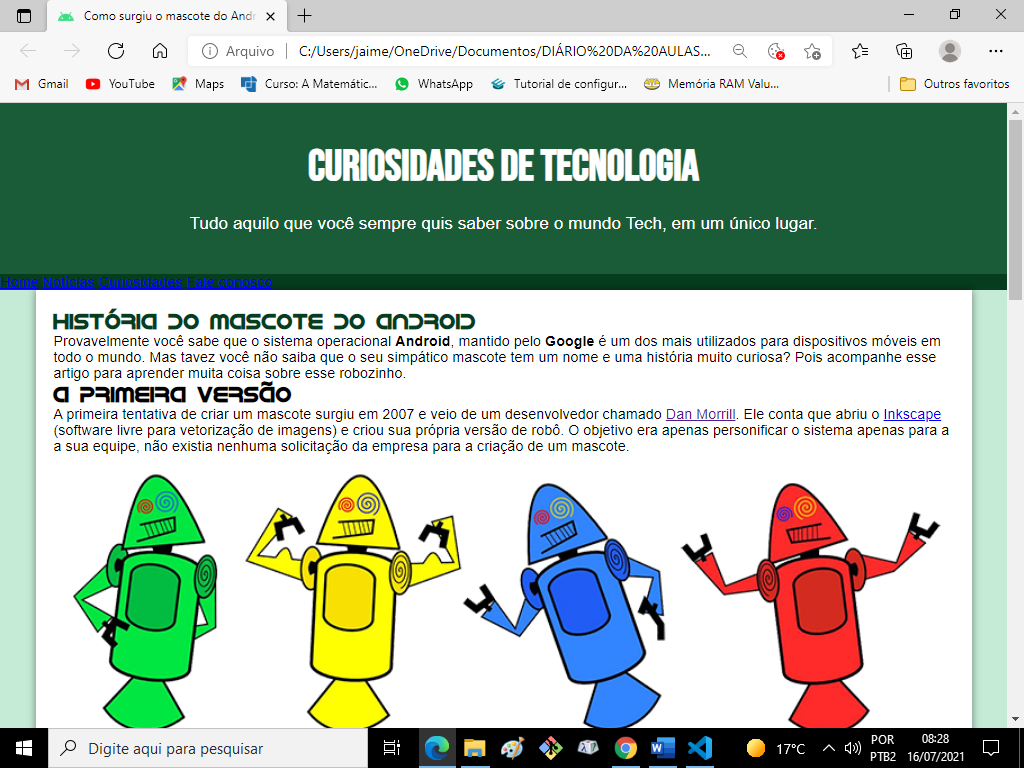 Como surgiu o mascote do Andr
Arquivo
C:/Users/jaime/OneDrive/Documentos/DIÁRIO%20DA%20AULAS...
Gmail
YouTube
Maps
Curso: A Matemátic...
WhatsApp
Tutorial de configur...
Memória RAM Valu...
Outros favoritos
CURIOSIDADES DE TECNOLOGIA
Tudo aquilo que você sempre quis saber sobre o mundo Tech, em um único lugar.
Home Notícias Curiosidades Fale conosco
HISTÓRIA DO MASCOTE DO ANDROID
Provavelmente você sabe que o sistema operacional Android, mantido pelo Google é um dos mais utilizados para dispositivos móveis em
todo o mundo. Mas tavez você não saiba que o seu simpático mascote tem um nome e uma história muito curiosa? Pois acompanhe esse
artigo para aprender muita coisa sobre esse robozinho.
A PRIMEIRA VERSÃO
A primeira tentativa de criar um mascote surgiu em 2007 e veio de um desenvolvedor chamado Dan Morrill. Ele conta que abriu o Inkscape
(software livre para vetorização de imagens) e criou sua própria versão de robô. O objetivo era apenas personificar o sistema apenas para a
a sua equipe, não existia nenhuma solicitação da empresa para a criação de um mascote.
Digite aqui para pesquisar
17°C
POR
PTB2
08:28
16/07/2021